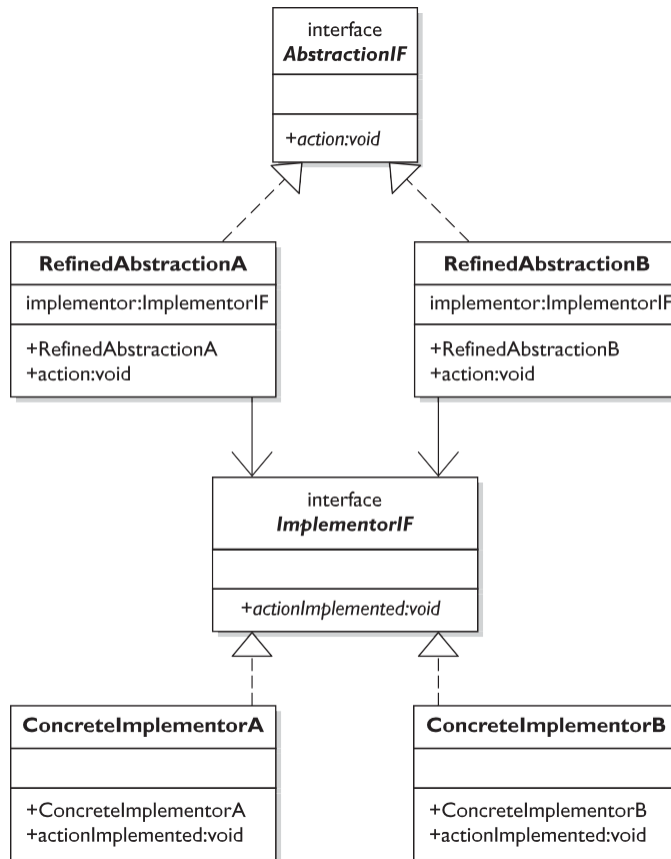 interface
AbstractionIF
+action:void
RefinedAbstractionA
implementor:ImplementorIF
+RefinedAbstractionA
+action:void
RefinedAbstractionB
implementor:ImplementorIF
+RefinedAbstractionB
+action:void
interface
ImplementorIF
+actionImplemented:void
ConcreteImplementorA
+ConcreteImplementorA
+actionImplemented:void
ConcreteImplementorB
+ConcreteImplementorB
+actionImplemented:void